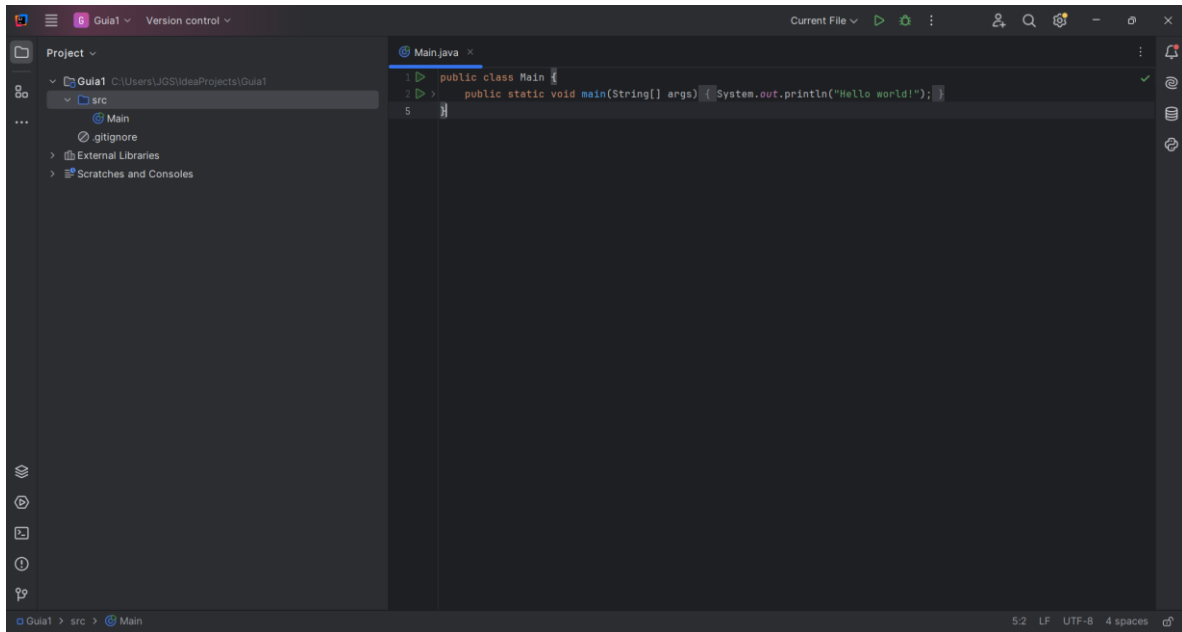 G Guia1 Version control Current File
Project
Main.java
Guia1 C:\Users\JGS\IdeaProjects\Guia1
src
Main
.gitignore
External Libraries
Scratches and Consoles
1 public class Main {
2 public static void main(String[] args) { System.out.println("Hello world!"); }
5 }
Guia1 > src > Main 5:2 LF UTF-8 4 spaces